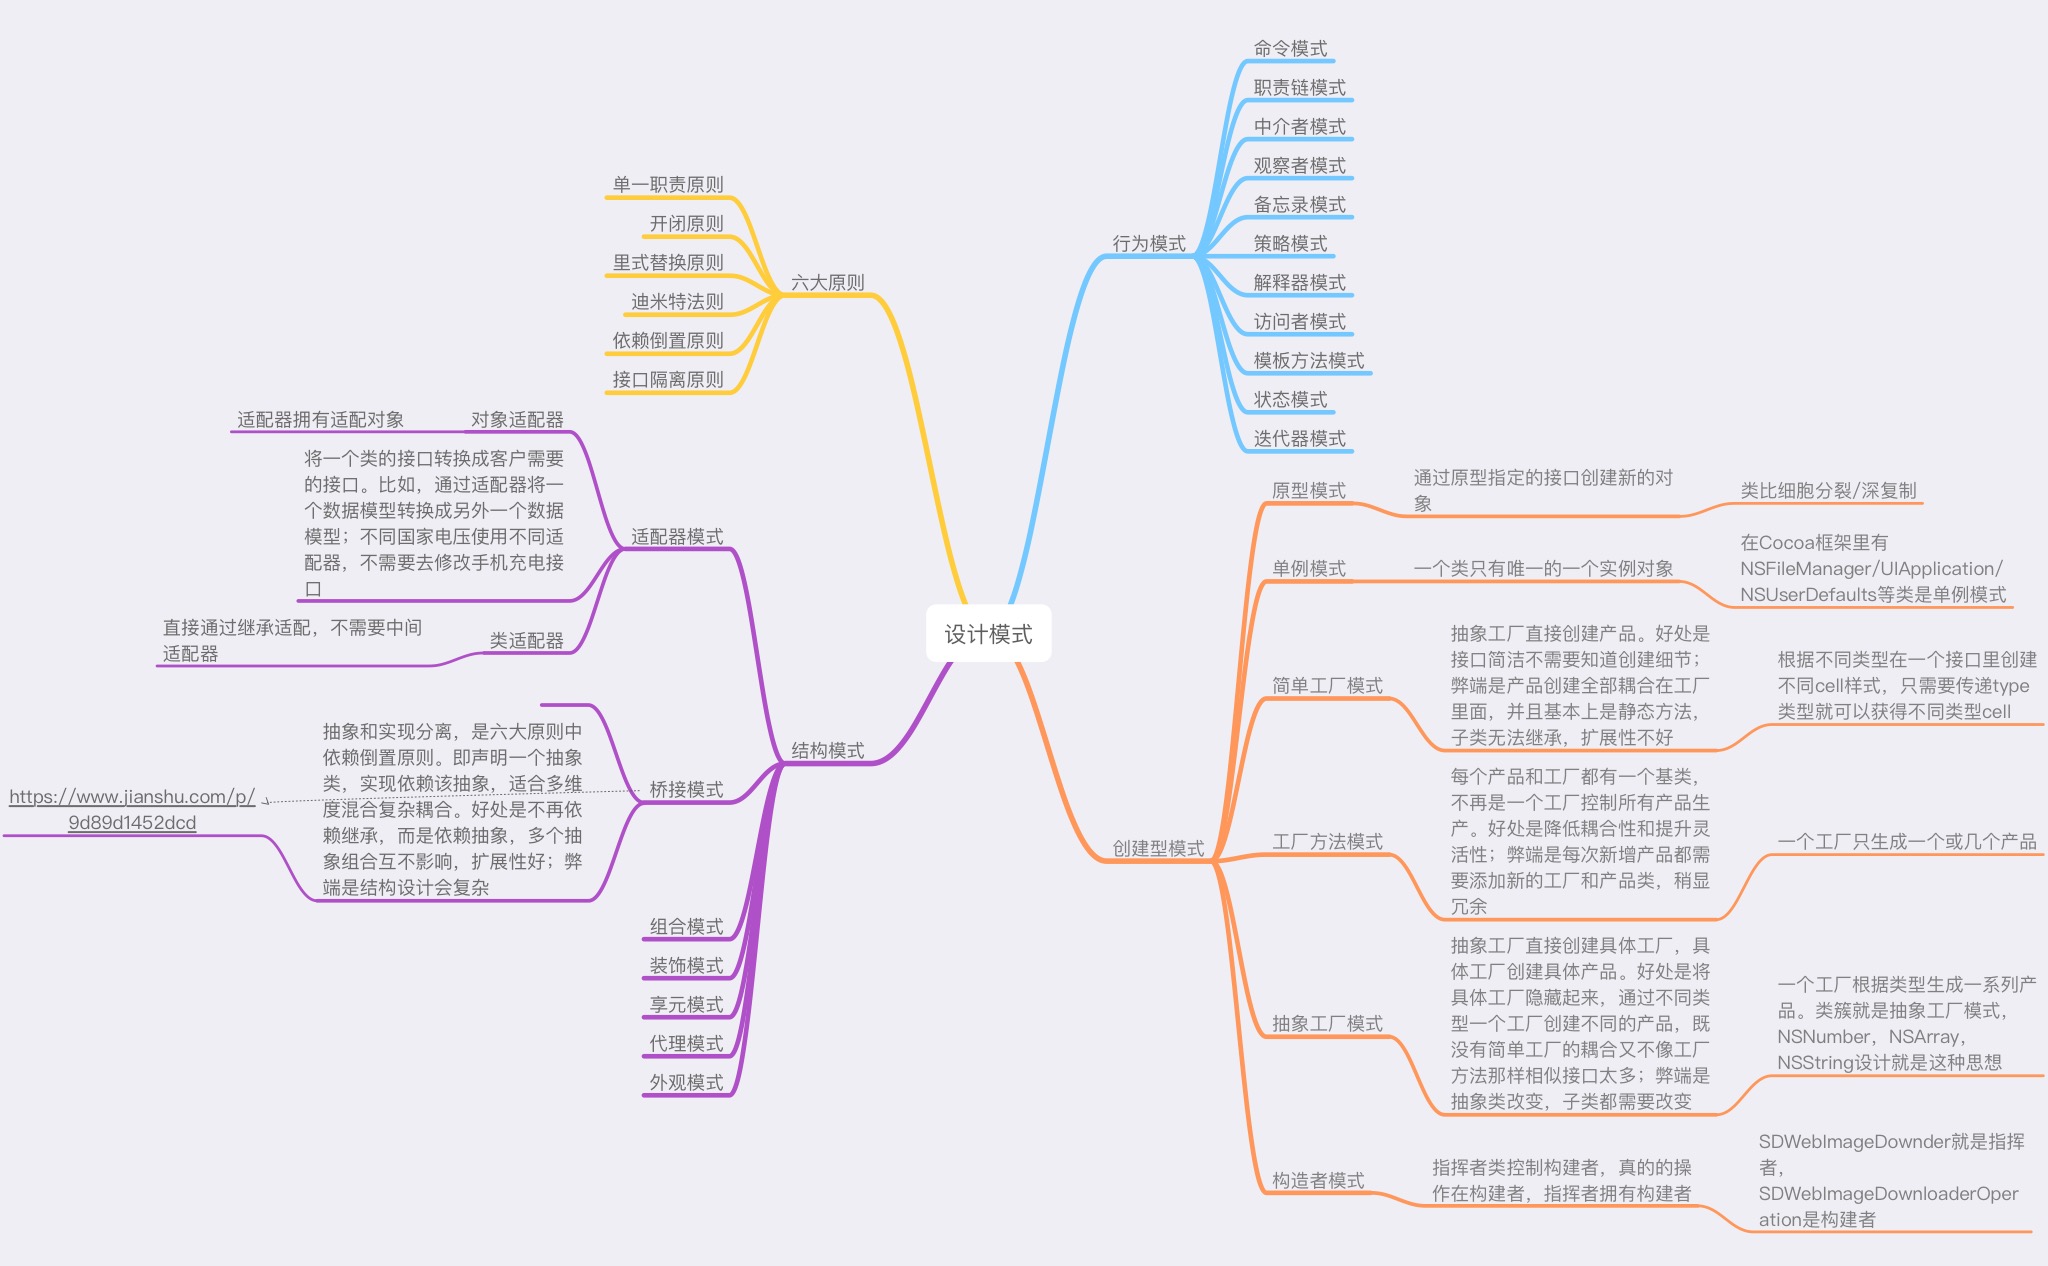 设计模式
六大原则
单一职责原则
开闭原则
里式替换原则
迪米特法则
依赖倒置原则
接口隔离原则
结构模式
适配器模式
对象适配器
适配器拥有适配对象
将一个类的接口转换成客户需要
的接口。比如，通过适配器将一
个数据模型转换成另外一个数据
模型；不同国家电压使用不同适
配器，不需要去修改手机充电接
口
类适配器
直接通过继承适配，不需要中间
适配器
桥接模式
抽象和实现分离，是六大原则中
依赖倒置原则。即声明一个抽象
类，实现依赖该抽象，适合多维
度混合复杂耦合。好处是不再依
赖继承，而是依赖抽象，多个抽
象组合互不影响，扩展性好；弊
端是结构设计会复杂
https://www.jianshu.com/p/
9d89d1452dcd
组合模式
装饰模式
享元模式
代理模式
外观模式
行为模式
命令模式
职责链模式
中介者模式
观察者模式
备忘录模式
策略模式
解释器模式
访问者模式
模板方法模式
状态模式
迭代器模式
创建型模式
原型模式
通过原型指定的接口创建新的对
象
类比细胞分裂/深复制
单例模式
一个类只有唯一的一个实例对象
在Cocoa框架里有
NSFileManager/UIApplication/
NSUserDefaults等类是单例模式
简单工厂模式
抽象工厂直接创建产品。好处是
接口简洁不需要知道创建细节；
弊端是产品创建全部耦合在工厂
里面，并且基本上是静态方法，
子类无法继承，扩展性不好
根据不同类型在一个接口里创建
不同cell样式，只需要传递type
类型就可以获得不同类型cell
工厂方法模式
每个产品和工厂都有一个基类，
不再是一个工厂控制所有产品生
产。好处是降低耦合性和提升灵
活性；弊端是每次新增产品都需
要添加新的工厂和产品类，稍显
冗余
一个工厂只生成一个或几个产品
抽象工厂模式
抽象工厂直接创建具体工厂，具
体工厂创建具体产品。好处是将
具体工厂隐藏起来，通过不同类
型一个工厂创建不同的产品，既
没有简单工厂的耦合又不像工厂
方法那样相似接口太多；弊端是
抽象类改变，子类都需要改变
一个工厂根据类型生成一系列产
品。类簇就是抽象工厂模式，
NSNumber，NSArray，
NSString设计就是这种思想
构造者模式
指挥者类控制构建者，真的的操
作在构建者，指挥者拥有构建者
SDWebImageDownder就是指挥
者，
SDWebImageDownloaderOper
ation是构建者